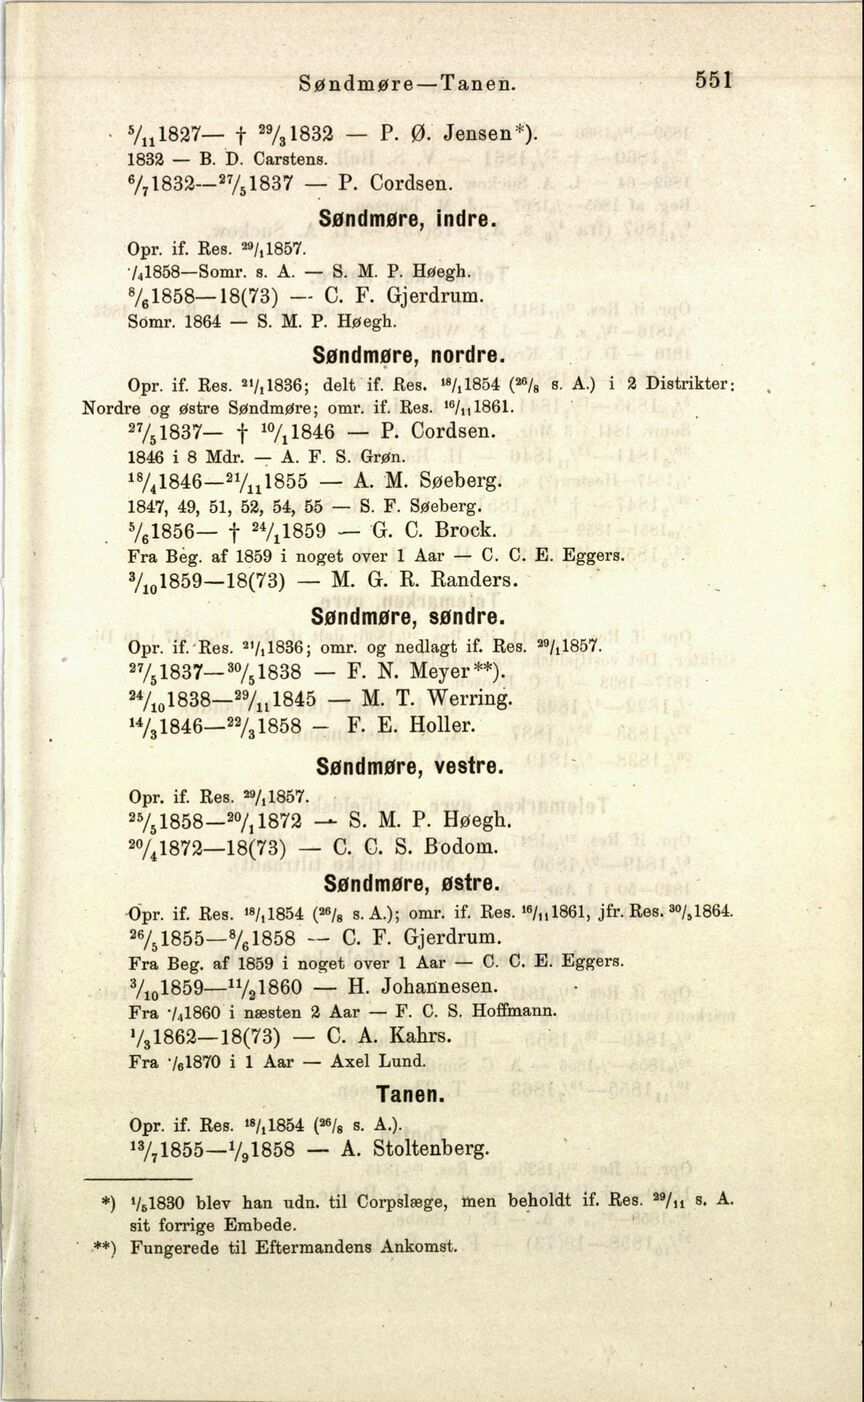 Søndmøre—Tanen. 551
⁵/₁₁1827— † ²⁹/₃1832 — P. Ø. Jensen*).
1832 — B. D. Carstens.
⁶/₇1832—²⁷/₅1837 — P. Cordsen.
Søndmøre, indre.
Opr. if. Res. ²⁹/₁1857.
¹/₄1858—Somr. s. A. — S. M. P. Høegh.
⁸/₆1858—18(73) — C. F. Gjerdrum.
Somr. 1864 — S. M. P. Høegh.
Søndmøre, nordre.
Opr. if. Res. ²¹/₁1836; delt if. Res. ¹⁸/₁1854 (²⁶/₈ s. A.) i 2 Distrikter:
Nordre og østre Søndmøre; omr. if. Res. ¹⁶/₁₁1861.
²⁷/₅1837— † ¹⁰/₁1846 — P. Cordsen.
1846 i 8 Mdr. — A. F. S. Grøn.
¹⁸/₄1846—²¹/₁₁1855 — A. M. Søeberg.
1847, 49, 51, 52, 54, 55 — S. F. Søeberg.
⁵/₆1856— † ²⁴/₁1859 — G. C. Brock.
Fra Beg. af 1859 i noget over 1 Aar — C. C. E. Eggers.
³/₁₀1859—18(73) — M. G. R. Randers.
Søndmøre, søndre.
Opr. if. Res. ²¹/₁1836; omr. og nedlagt if. Res. ²⁹/₁1857.
²⁷/₅1837—³⁰/₅1838 — F. N. Meyer**).
²⁴/₁₀1838—²⁹/₁₁1845 — M. T. Werring.
¹⁴/₃1846—²²/₃1858 — F. E. Holler.
Søndmøre, vestre.
Opr. if. Res. ²⁹/₁1857.
²⁵/₅1858—²⁰/₁1872 — S. M. P. Høegh.
²⁰/₄1872—18(73) — C. C. S. Bodom.
Søndmøre, østre.
Opr. if. Res. ¹⁸/₁1854 (²⁶/₈ s. A.); omr. if. Res. ¹⁶/₁₁1861, jfr. Res. ³⁰/₅1864.
²⁶/₅1855—⁸/₆1858 — C. F. Gjerdrum.
Fra Beg. af 1859 i noget over 1 Aar — C. C. E. Eggers.
³/₁₀1859—¹¹/₂1860 — H. Johannesen.
Fra ¹/₄1860 i næsten 2 Aar — F. C. S. Hoffmann.
¹/₃1862—18(73) — C. A. Kahrs.
Fra ¹/₆1870 i 1 Aar — Axel Lund.
Tanen.
Opr. if. Res. ¹⁸/₁1854 (²⁶/₈ s. A.).
¹³/₇1855—¹/₉1858 — A. Stoltenberg.
*) ¹/₅1830 blev han udn. til Corpslæge, men beholdt if. Res. ²⁹/₁₁ s. A.
sit forrige Embede.
**) Fungerede til Eftermandens Ankomst.